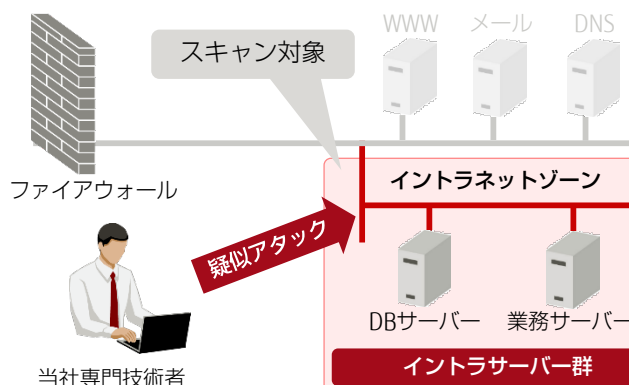 WWW
メール
DNS
スキャン対象
ファイアウォール
イントラネットゾーン
疑似アタック
DBサーバー
業務サーバー
当社専門技術者
イントラサーバー群